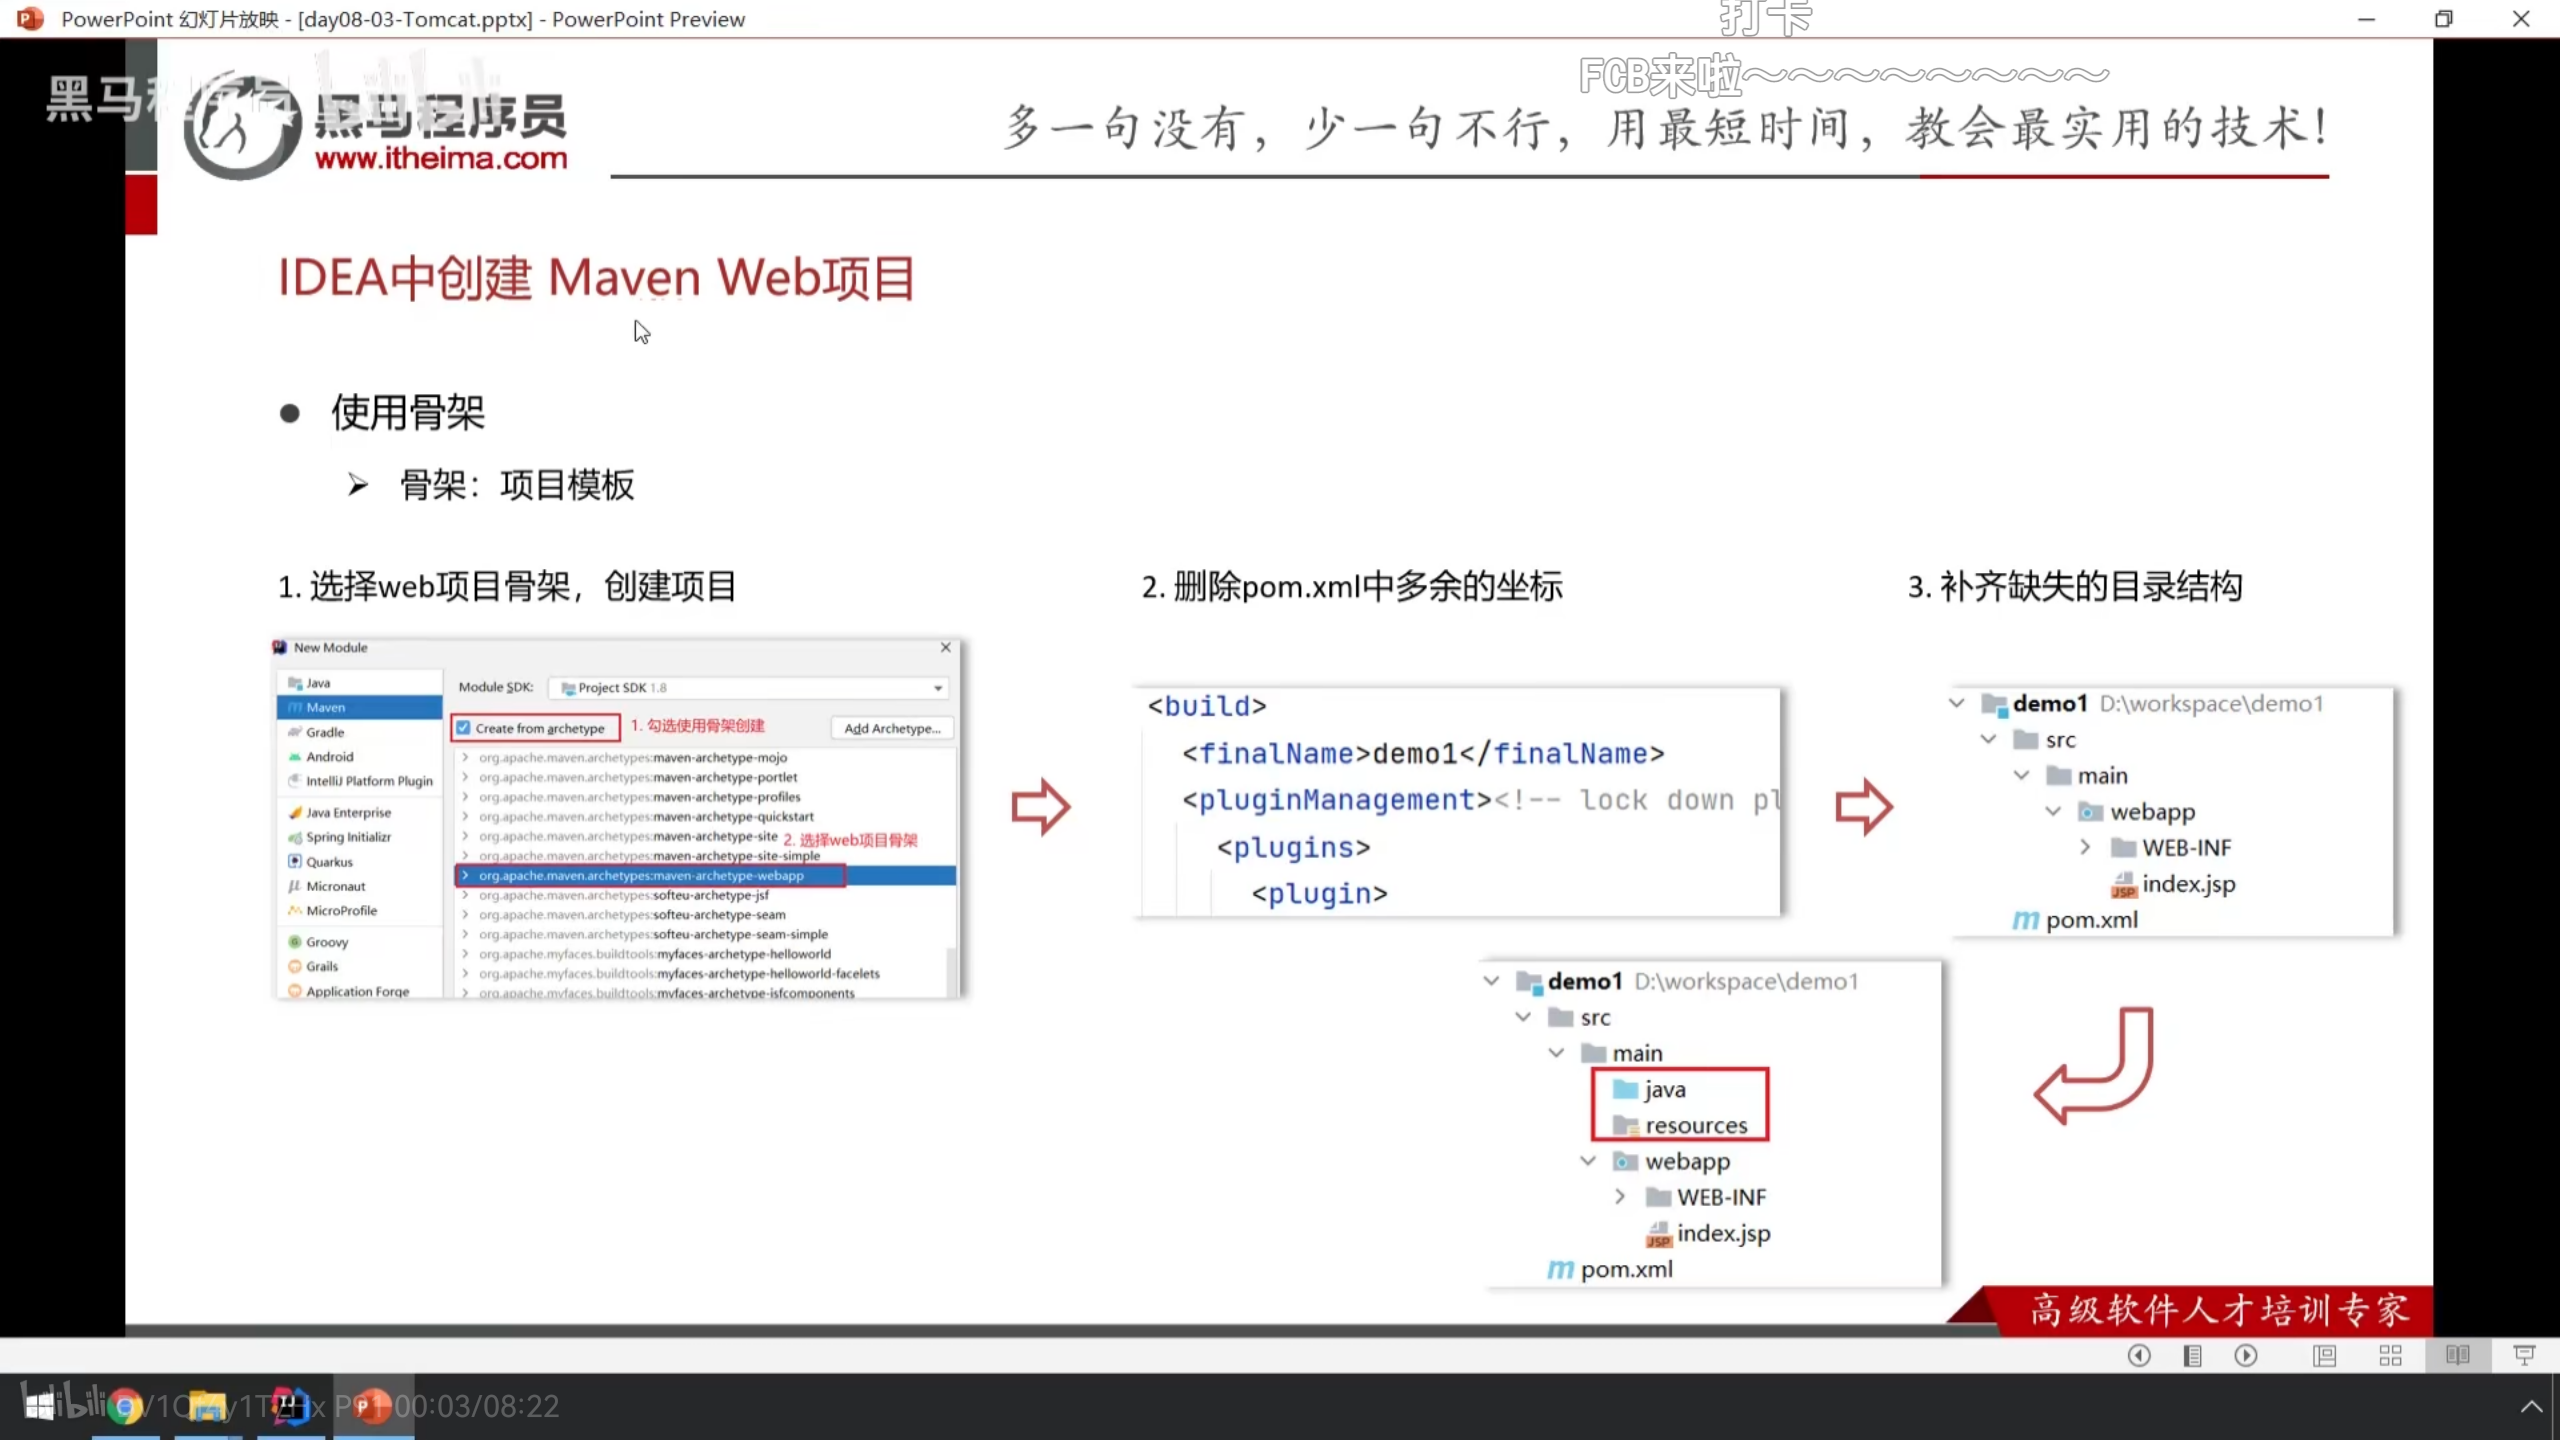 PowerPoint 幻灯片放映 - [day08-03-Tomcat.pptx] - PowerPoint Preview
打卡
FCB来啦～～～～～～～～
黑马程序员
www.itheima.com
多一句没有，少一句不行，用最短时间，教会最实用的技术！
IDEA中创建 Maven Web项目
使用骨架
骨架：项目模板
1. 选择web项目骨架，创建项目
New Module
Java
Maven
Gradle
Android
IntelliJ Platform Plugin
Java Enterprise
Spring Initializr
Quarkus
Micronaut
MicroProfile
Groovy
Grails
Application Forge
Module SDK:
Project SDK 1.8
Create from archetype
1. 勾选使用骨架创建
Add Archetype...
org.apache.maven.archetypes:maven-archetype-mojo
org.apache.maven.archetypes:maven-archetype-portlet
org.apache.maven.archetypes:maven-archetype-profiles
org.apache.maven.archetypes:maven-archetype-quickstart
org.apache.maven.archetypes:maven-archetype-site
2. 选择web项目骨架
org.apache.maven.archetypes:maven-archetype-site-simple
org.apache.maven.archetypes:maven-archetype-webapp
org.apache.maven.archetypes:softeu-archetype-jsf
org.apache.maven.archetypes:softeu-archetype-seam
org.apache.maven.archetypes:softeu-archetype-seam-simple
org.apache.myfaces.buildtools:myfaces-archetype-helloworld
org.apache.myfaces.buildtools:myfaces-archetype-helloworld-facelets
org.apache.myfaces.buildtools:myfaces-archetype-jsfcomponents
2. 删除pom.xml中多余的坐标
<build>
<finalName>demo1</finalName>
<pluginManagement><!-- lock down pl
<plugins>
<plugin>
3. 补齐缺失的目录结构
demo1 D:\workspace\demo1
src
main
webapp
WEB-INF
index.jsp
pom.xml
demo1 D:\workspace\demo1
src
main
java
resources
webapp
WEB-INF
index.jsp
pom.xml
高级软件人才培训专家
00:03/08:22